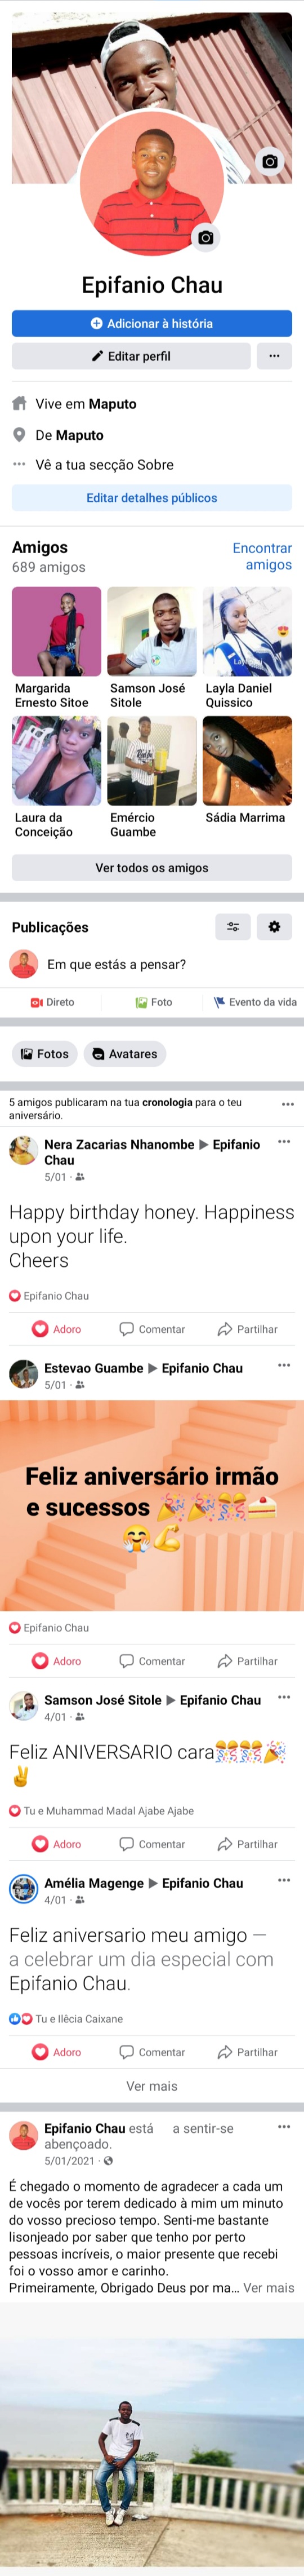 Epifanio Chau
Adicionar à história
Editar perfil
Vive em Maputo
De Maputo
Vê a tua secção Sobre
Editar detalhes públicos
Amigos
689 amigos
Encontrar
amigos
Margarida
Ernesto Sitoe
Samson José
Sitole
Layla Daniel
Quissico
Laura da
Conceição
Emércio
Guambe
Sádia Marrima
Ver todos os amigos
Publicações
Em que estás a pensar?
Direto
Foto
Evento da vida
Fotos
Avatares
5 amigos publicaram na tua cronologia para o teu
aniversário.
Nera Zacarias Nhanombe ▶ Epifanio
Chau
5/01 ·
Happy birthday honey. Happiness
upon your life.
Cheers
Epifanio Chau
Adoro
Comentar
Partilhar
Estevao Guambe ▶ Epifanio Chau
5/01 ·
Feliz aniversário irmão
e sucessos 🎉🎉🎊🍰
🤗💪
Epifanio Chau
Adoro
Comentar
Partilhar
Samson José Sitole ▶ Epifanio Chau
4/01 ·
Feliz ANIVERSARIO cara🎊🎊🎉
✌
Tu e Muhammad Madal Ajabe Ajabe
Adoro
Comentar
Partilhar
Amélia Magenge ▶ Epifanio Chau
4/01 ·
Feliz aniversario meu amigo —
a celebrar um dia especial com
Epifanio Chau.
Tu e Ilécia Caixane
Adoro
Comentar
Partilhar
Ver mais
Epifanio Chau está a sentir-se
abençoado.
5/01/2021 ·
É chegado o momento de agradecer a cada um
de vocês por terem dedicado à mim um minuto
do vosso precioso tempo. Senti-me bastante
lisonjeado por saber que tenho por perto
pessoas incríveis, o maior presente que recebi
foi o vosso amor e carinho.
Primeiramente, Obrigado Deus por ma... Ver mais